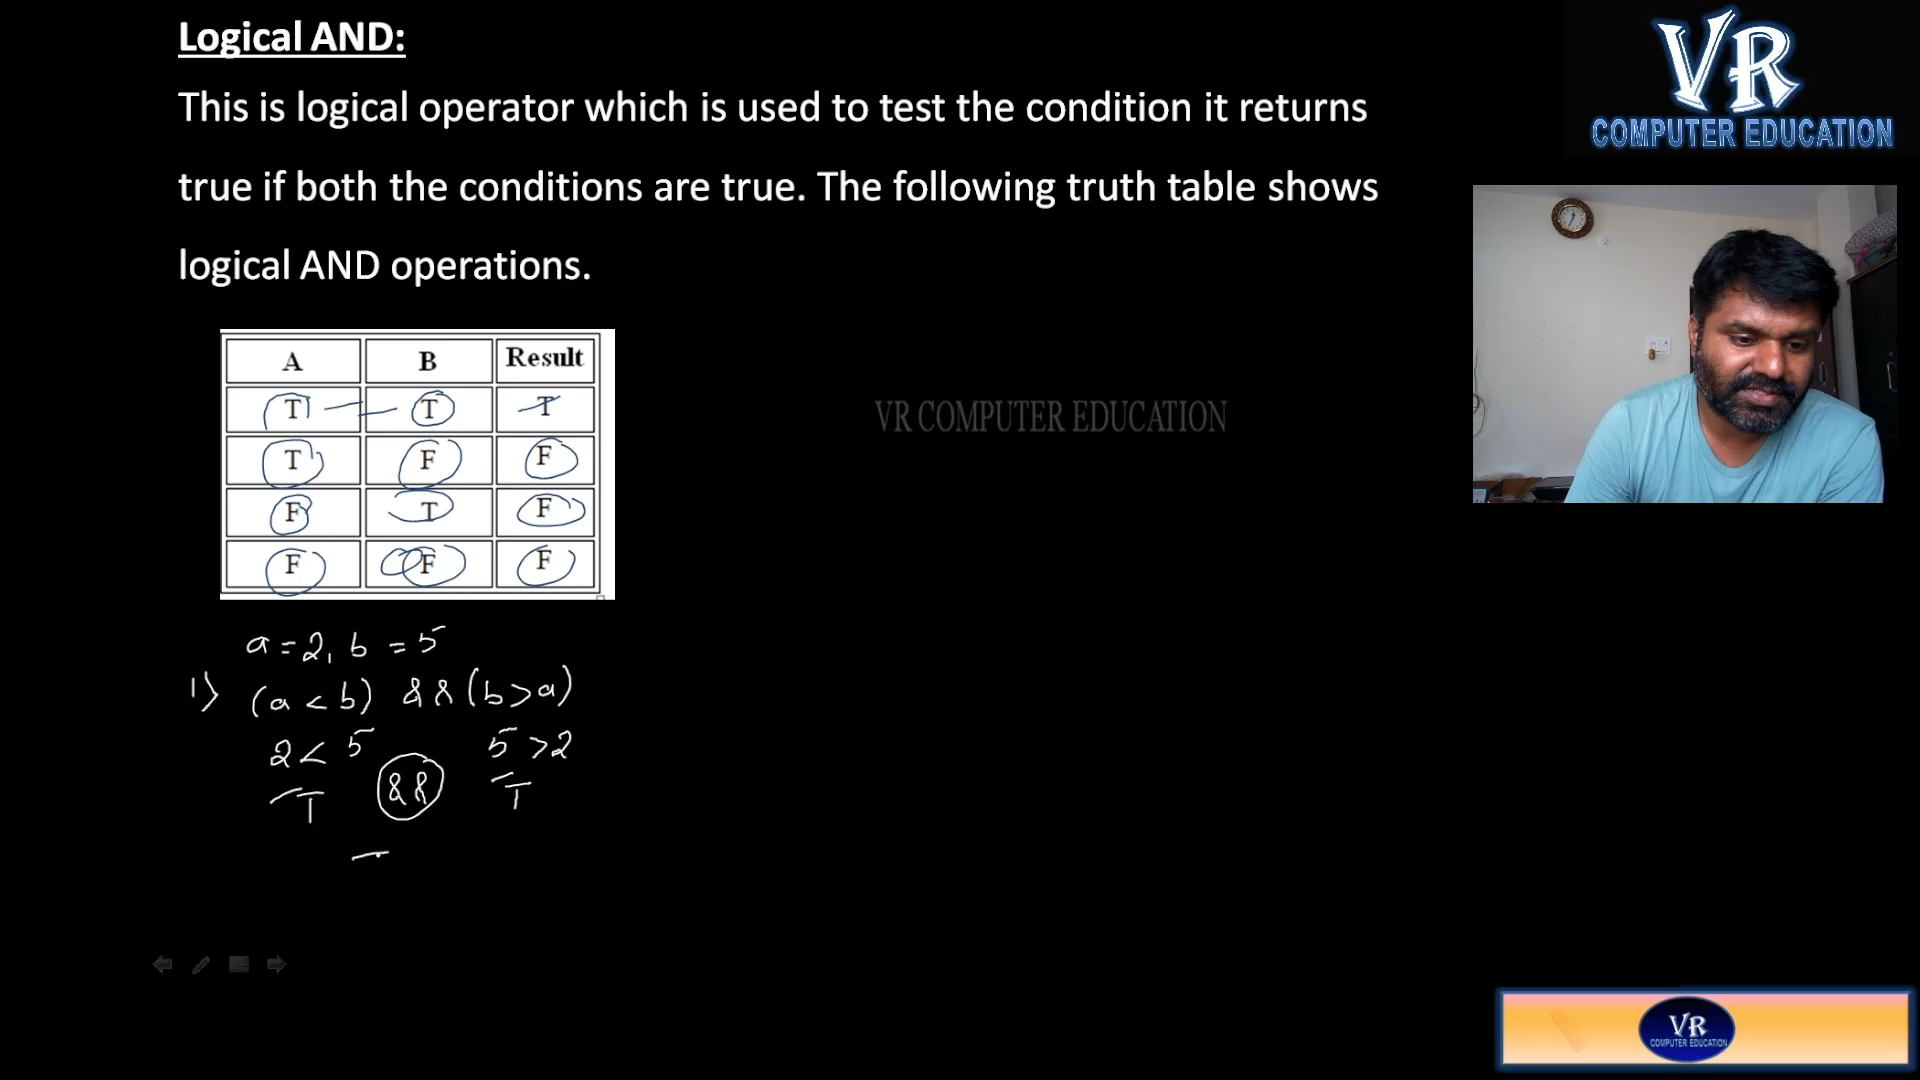 Logical AND:
VR
COMPUTER EDUCATION
This is logical operator which is used to test the condition it returns
true if both the conditions are true. The following truth table shows
logical AND operations.
A B Result
T T T
T F F
F T F
F F F
VR COMPUTER EDUCATION
a = 2, b = 5
1) (a < b) && (b > a)
2 < 5 5 > 2
T && T
VR
COMPUTER EDUCATION